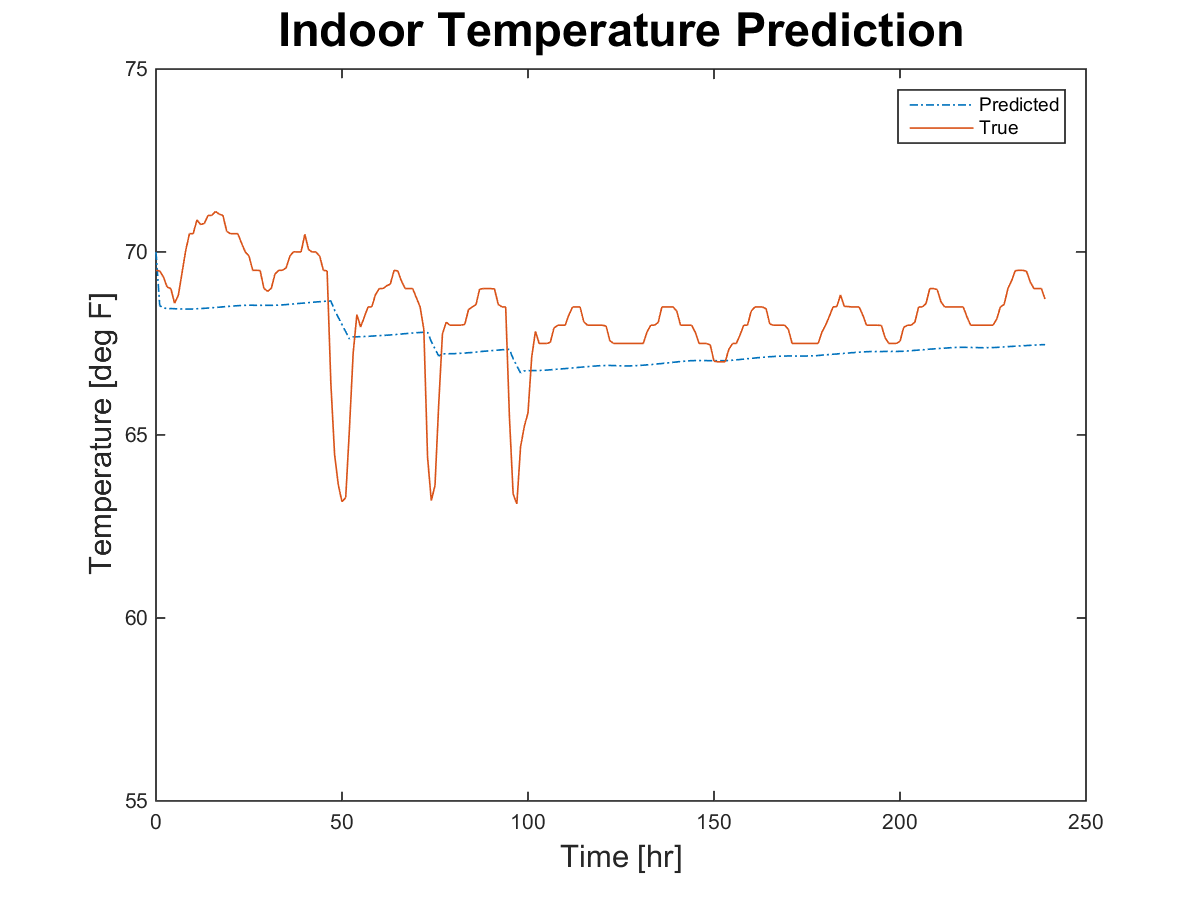 Indoor Temperature Prediction
Predicted
True
Temperature [deg F]
75
70
65
60
55
0 50 100 150 200 250
Time [hr]